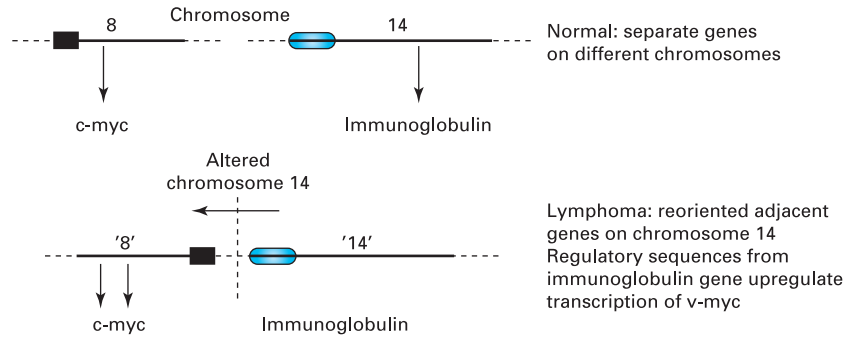 Chromosome
8
14
Normal: separate genes
on different chromosomes
c-myc
Immunoglobulin
Altered
chromosome 14
'8'
'14'
Lymphoma: reoriented adjacent
genes on chromosome 14
Regulatory sequences from
immunoglobulin gene upregulate
transcription of v-myc
c-myc
Immunoglobulin